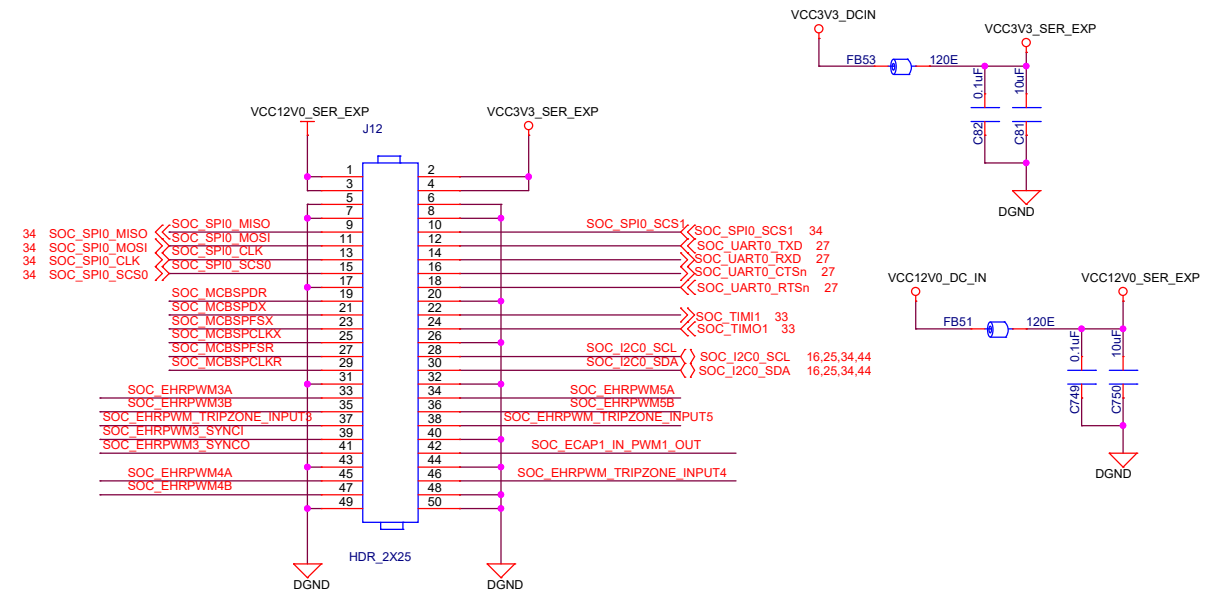 VCC3V3_DCIN
VCC3V3_SER_EXP
FB53
120E
0.1uF
10uF
C82
C81
DGND
VCC12V0_SER_EXP
VCC3V3_SER_EXP
J12
1 2
3 4
5 6
7 8
SOC_SPI0_MISO 9 10 SOC_SPI0_SCS1
34 SOC_SPI0_MISO SOC_SPI0_SCS1 34
SOC_SPI0_MOSI 11 12 SOC_UART0_TXD 27
34 SOC_SPI0_MOSI
SOC_SPI0_CLK 13 14 SOC_UART0_RXD 27
34 SOC_SPI0_CLK
SOC_SPI0_SCS0 15 16 SOC_UART0_CTSn 27
34 SOC_SPI0_SCS0
17 18 SOC_UART0_RTSn 27
SOC_MCBSPDR 19 20
SOC_MCBSPDX 21 22 SOC_TIMI1 33
SOC_MCBSPFSX 23 24 SOC_TIMO1 33
SOC_MCBSPCLKX 25 26
SOC_MCBSPFSR 27 28 SOC_I2C0_SCL SOC_I2C0_SCL 16,25,34,44
SOC_MCBSPCLKR 29 30 SOC_I2C0_SDA SOC_I2C0_SDA 16,25,34,44
31 32
SOC_EHRPWM3A 33 34 SOC_EHRPWM5A
SOC_EHRPWM3B 35 36 SOC_EHRPWM5B
SOC_EHRPWM_TRIPZONE_INPUT3 37 38 SOC_EHRPWM_TRIPZONE_INPUT5
SOC_EHRPWM3_SYNCI 39 40
SOC_EHRPWM3_SYNCO 41 42 SOC_ECAP1_IN_PWM1_OUT
43 44
SOC_EHRPWM4A 45 46 SOC_EHRPWM_TRIPZONE_INPUT4
SOC_EHRPWM4B 47 48
49 50
HDR_2X25
DGND
DGND
VCC12V0_DC_IN
VCC12V0_SER_EXP
FB51
120E
0.1uF
10uF
C749
C750
DGND